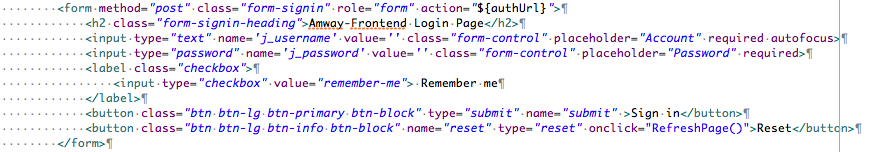 <form method="post" class="form-signin" role="form" action="${authUrl}">
<h2 class="form-signin-heading">Amway-Frontend Login Page</h2>
<input type="text" name='j_username' value='' class="form-control" placeholder="Account" required autofocus>
<input type="password" name='j_password' value='' class="form-control" placeholder="Password" required>
<label class="checkbox">
<input type="checkbox" value="remember-me"> Remember me
</label>
<button class="btn btn-lg btn-primary btn-block" type="submit" name="submit" >Sign in</button>
<button class="btn btn-lg btn-info btn-block" name="reset" type="reset" onclick="RefreshPage()">Reset</button>
</form>